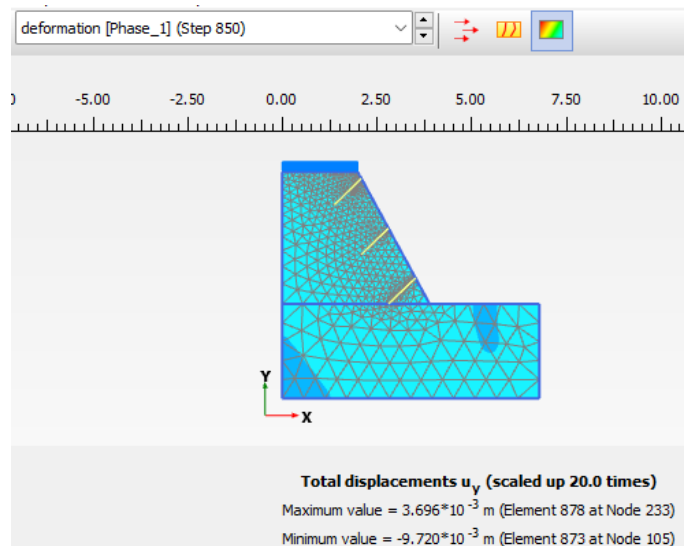 deformation [Phase_1] (Step 850)
-5.00 -2.50 0.00 2.50 5.00 7.50 10.00
Y
X
Total displacements u_y (scaled up 20.0 times)
Maximum value = 3.696*10^-3 m (Element 878 at Node 233)
Minimum value = -9.720*10^-3 m (Element 873 at Node 105)